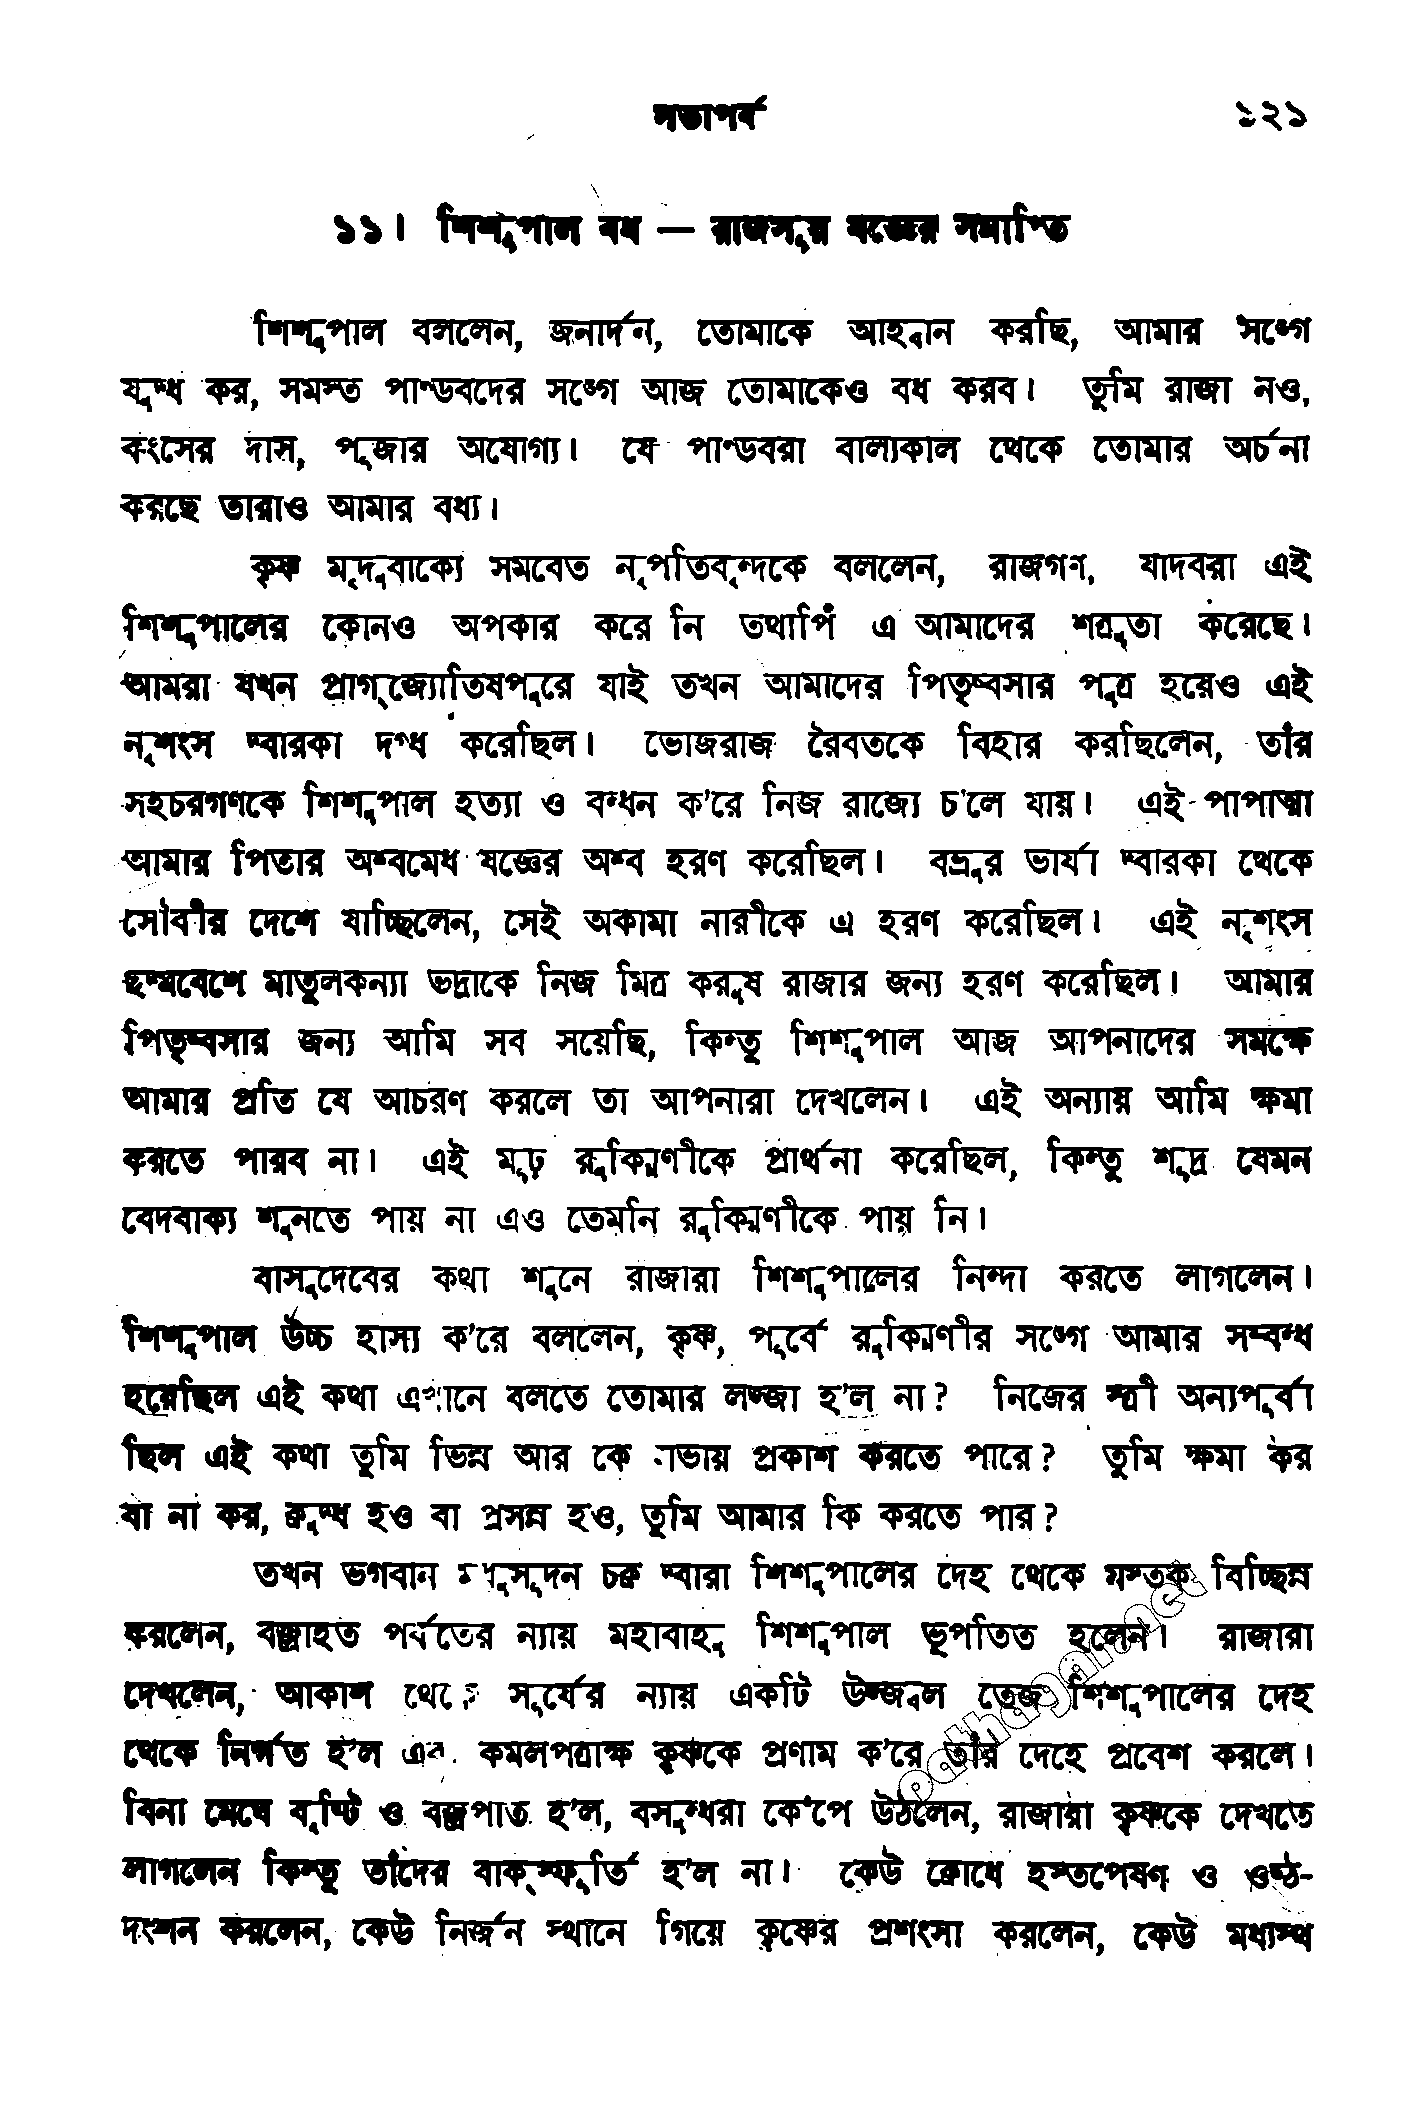 সভাপর্ব ১২১
১১। শিশুপাল বধ — রাজসূয় যজ্ঞের সমাপ্তি
শিশুপাল বললেন, জনার্দন, তোমাকে আহ্বান করছি, আমার সঙ্গে
যুদ্ধ কর, সমস্ত পাণ্ডবদের সঙ্গে আজ তোমাকেও বধ করব। তুমি রাজা নও,
কংসের দাস, পূজার অযোগ্য। যে পাণ্ডবরা বাল্যকাল থেকে তোমার অর্চনা
করছে তারাও আমার বধ্য।
কৃষ্ণ মৃদুবাক্যে সমবেত নৃপতিবৃন্দকে বললেন, রাজগণ, যাদবরা এই
শিশুপালের কোনও অপকার করে নি তথাপি এ আমাদের শত্রুতা করেছে।
আমরা যখন প্রাগ্‌জ্যোতিষপুরে যাই তখন আমাদের পিতৃষ্বসার পুত্র হয়েও এই
নৃশংস দ্বারকা দগ্ধ করেছিল। ভোজরাজ রৈবতকে বিহার করছিলেন, তাঁর
সহচরগণকে শিশুপাল হত্যা ও বন্ধন ক'রে নিজ রাজ্যে চ'লে যায়। এই পাপাত্মা
আমার পিতার অশ্বমেধ যজ্ঞের অশ্ব হরণ করেছিল। বভ্রুর ভার্যা দ্বারকা থেকে
সৌবীর দেশে যাচ্ছিলেন, সেই অকামা নারীকে এ হরণ করেছিল। এই নৃশংস
ছদ্মবেশে মাতুলকন্যা ভদ্রাকে নিজ মিত্র করূষ রাজার জন্য হরণ করেছিল। আমার
পিতৃষ্বসার জন্য আমি সব সয়েছি, কিন্তু শিশুপাল আজ আপনাদের সমক্ষে
আমার প্রতি যে আচরণ করলে তা আপনারা দেখলেন। এই অন্যায় আমি ক্ষমা
করতে পারব না। এই মূঢ় রুক্মিণীকে প্রার্থনা করেছিল, কিন্তু শূদ্র যেমন
বেদবাক্য শুনতে পায় না এও তেমনি রুক্মিণীকে পায় নি।
বাসুদেবের কথা শুনে রাজারা শিশুপালের নিন্দা করতে লাগলেন।
শিশুপাল উচ্চ হাস্য ক'রে বললেন, কৃষ্ণ, পূর্বে রুক্মিণীর সঙ্গে আমার সম্বন্ধ
হয়েছিল এই কথা এখানে বলতে তোমার লজ্জা হ'ল না? নিজের স্ত্রী অন্যপূর্বা
ছিল এই কথা তুমি ভিন্ন আর কে সভায় প্রকাশ করতে পারে? তুমি ক্ষমা কর
বা না কর, ক্রুদ্ধ হও বা প্রসন্ন হও, তুমি আমার কি করতে পার?
তখন ভগবান মধুসূদন চক্র দ্বারা শিশুপালের দেহ থেকে মস্তক বিচ্ছিন্ন
করলেন, বজ্রাহত পর্বতের ন্যায় মহাবাহু শিশুপাল ভূপতিত হলেন। রাজারা
দেখলেন, আকাশ থেকে সূর্যের ন্যায় একটি উজ্জ্বল তেজ শিশুপালের দেহ
থেকে নির্গত হ'ল এবং কমলপত্রাক্ষ কৃষ্ণকে প্রণাম ক'রে তাঁর দেহে প্রবেশ করলে।
বিনা মেঘে বৃষ্টি ও বজ্রপাত হ'ল, বসুন্ধরা কেঁপে উঠলেন, রাজারা কৃষ্ণকে দেখতে
লাগলেন কিন্তু তাঁদের বাক্‌স্ফূর্তি হ'ল না। কেউ ক্রোধে হস্তপেষণ ও ওষ্ঠ-
দংশন করলেন, কেউ নির্জন স্থানে গিয়ে কৃষ্ণের প্রশংসা করলেন, কেউ মধ্যস্থ
pathagar.net